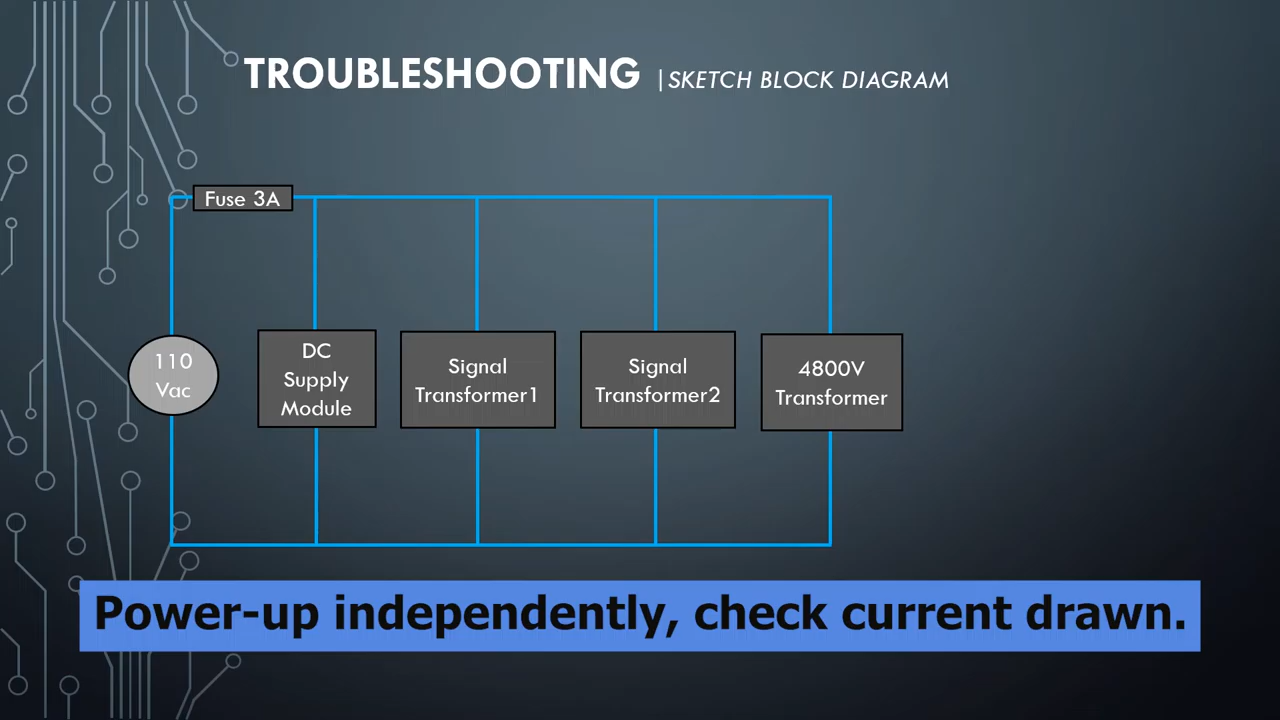 TROUBLESHOOTING |SKETCH BLOCK DIAGRAM
Fuse 3A
110
Vac
DC
Supply
Module
Signal
Transformer1
Signal
Transformer2
4800V
Transformer
Power-up independently, check current drawn.